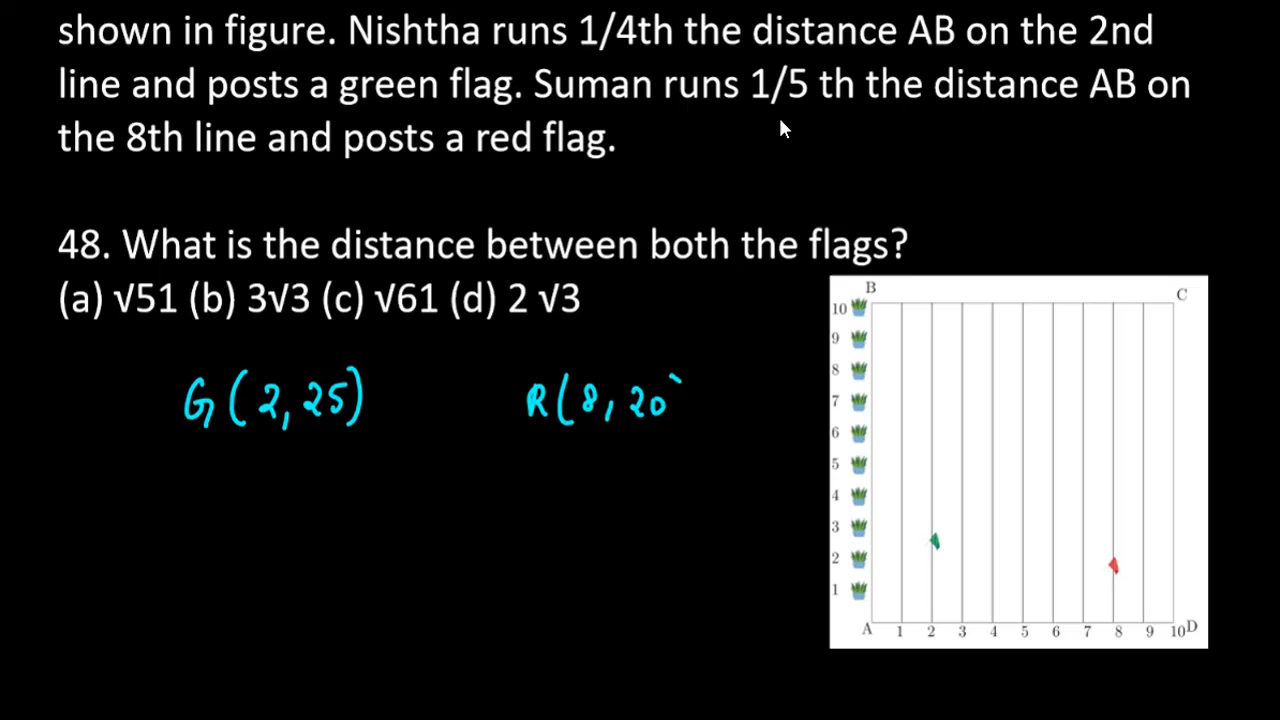 shown in figure. Nishtha runs 1/4th the distance AB on the 2nd
line and posts a green flag. Suman runs 1/5 th the distance AB on
the 8th line and posts a red flag.
48. What is the distance between both the flags?
(a) √51 (b) 3√3 (c) √61 (d) 2 √3
G(2,25)
R(8,20
B
C
10
9
8
7
6
5
4
3
2
1
A 1 2 3 4 5 6 7 8 9 10 D